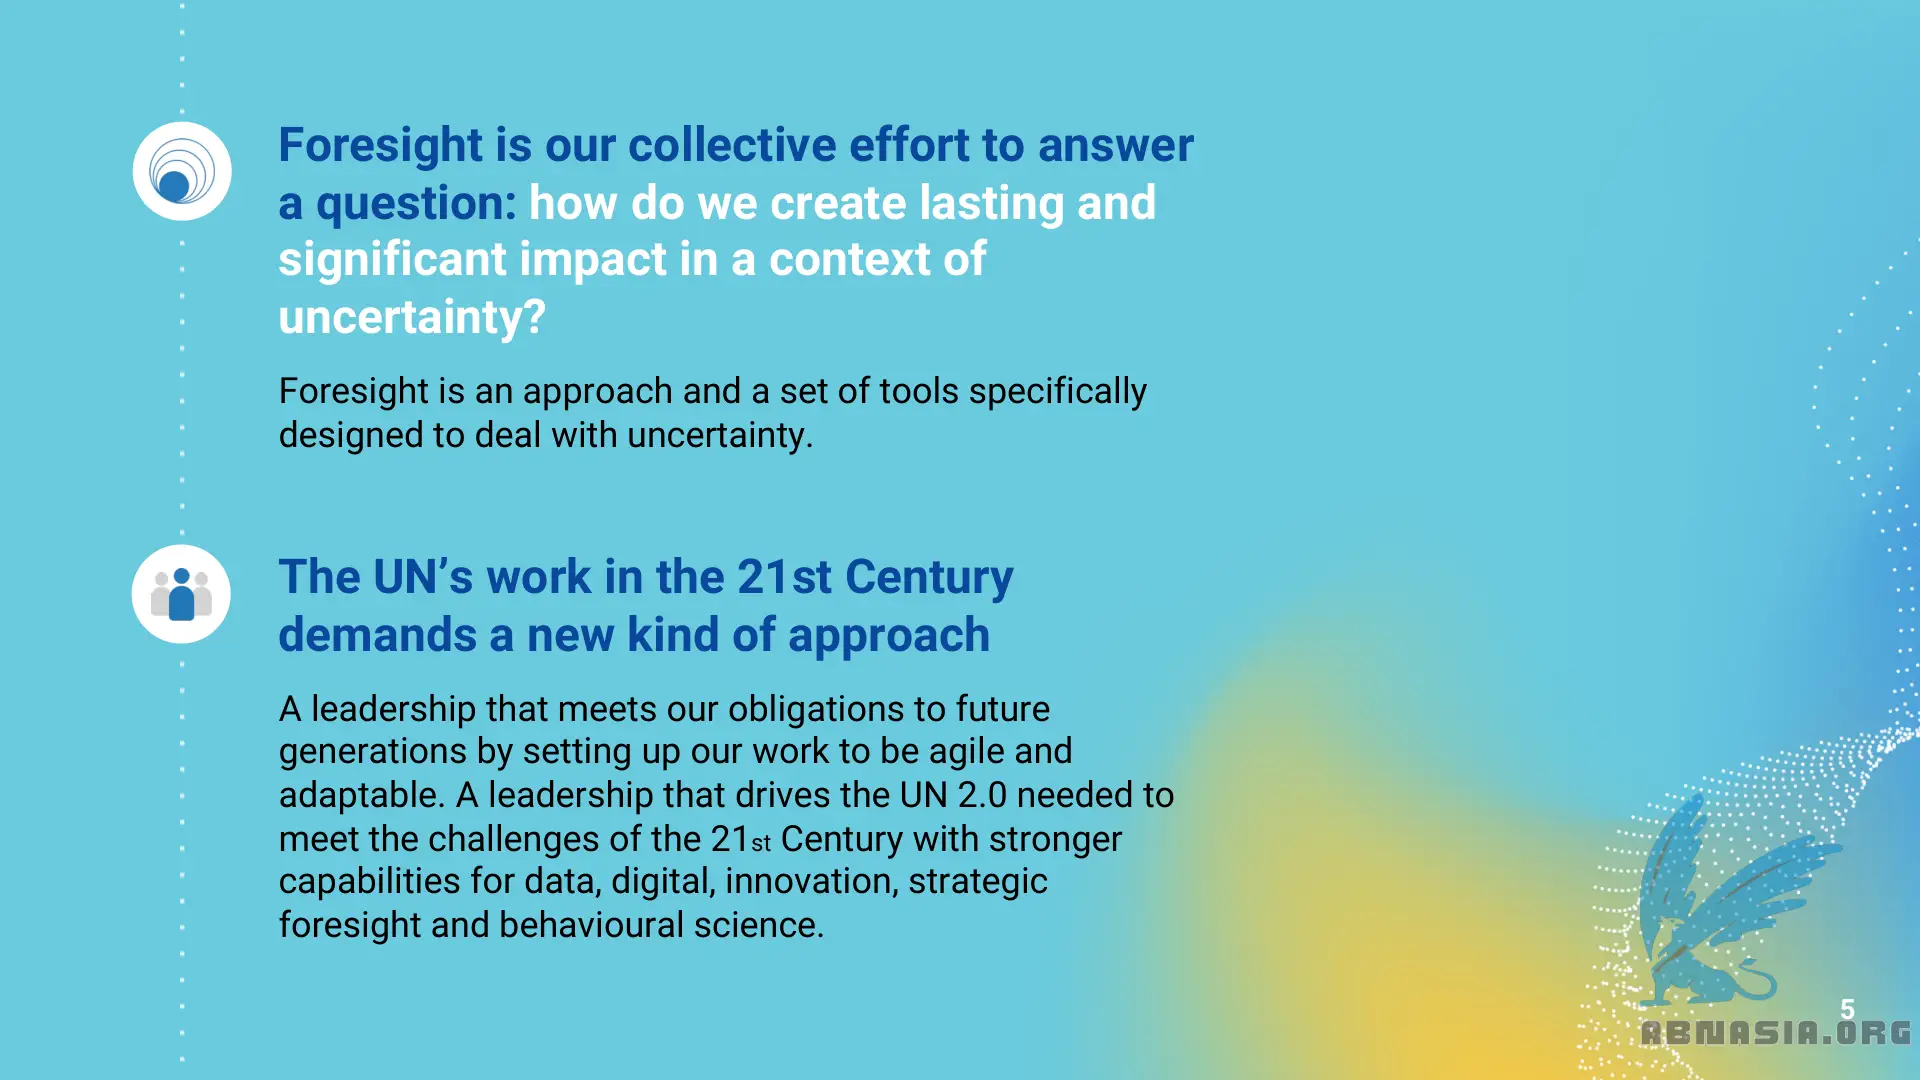 Foresight is our collective effort to answer
a question: how do we create lasting and
significant impact in a context of
uncertainty?
Foresight is an approach and a set of tools specifically
designed to deal with uncertainty.
The UN’s work in the 21st Century
demands a new kind of approach
A leadership that meets our obligations to future
generations by setting up our work to be agile and
adaptable. A leadership that drives the UN 2.0 needed to
meet the challenges of the 21st Century with stronger
capabilities for data, digital, innovation, strategic
foresight and behavioural science.
5
ABNASIA.ORG